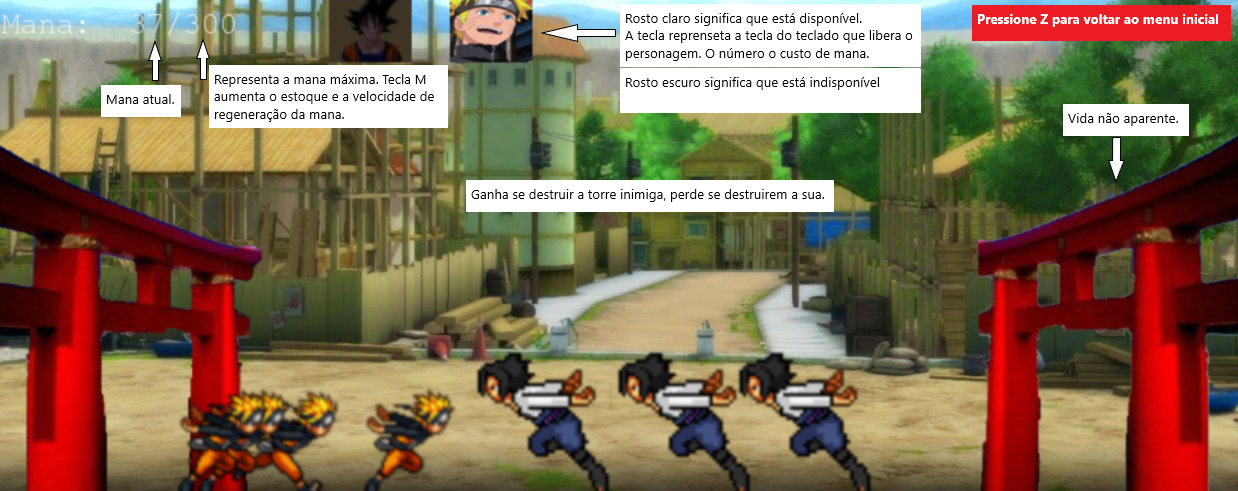 Mana: 37/300
Rosto claro significa que está disponível.
A tecla reprenseta a tecla do teclado que libera o
personagem. O número o custo de mana.
Rosto escuro significa que está indisponível
Pressione Z para voltar ao menu inicial
Mana atual.
Representa a mana máxima. Tecla M
aumenta o estoque e a velocidade de
regeneração da mana.
Vida não aparente.
Ganha se destruir a torre inimiga, perde se destruirem a sua.